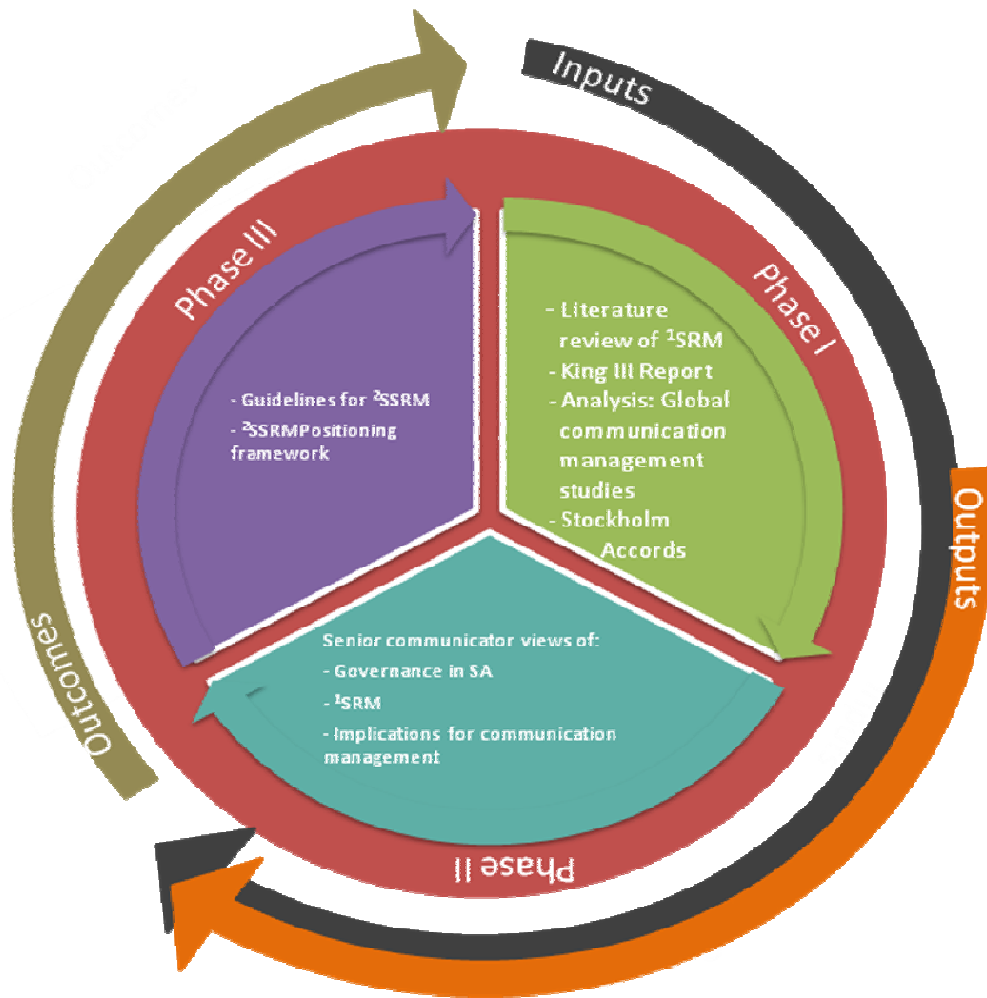 Inputs
Phase I
- Literature
review of ¹SRM
- King III Report
- Analysis: Global
communication
management
studies
- Stockholm
Accords
Outputs
Phase II
Senior communicator views of:
- Governance in SA
- ¹SRM
- Implications for communication
management
Phase III
- Guidelines for ²SSRM
- ²SSRMPositioning
framework
Outcomes